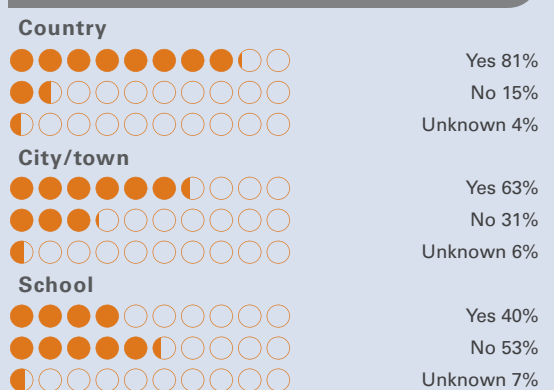 Country
Yes 81%
No 15%
Unknown 4%
City/town
Yes 63%
No 31%
Unknown 6%
School
Yes 40%
No 53%
Unknown 7%